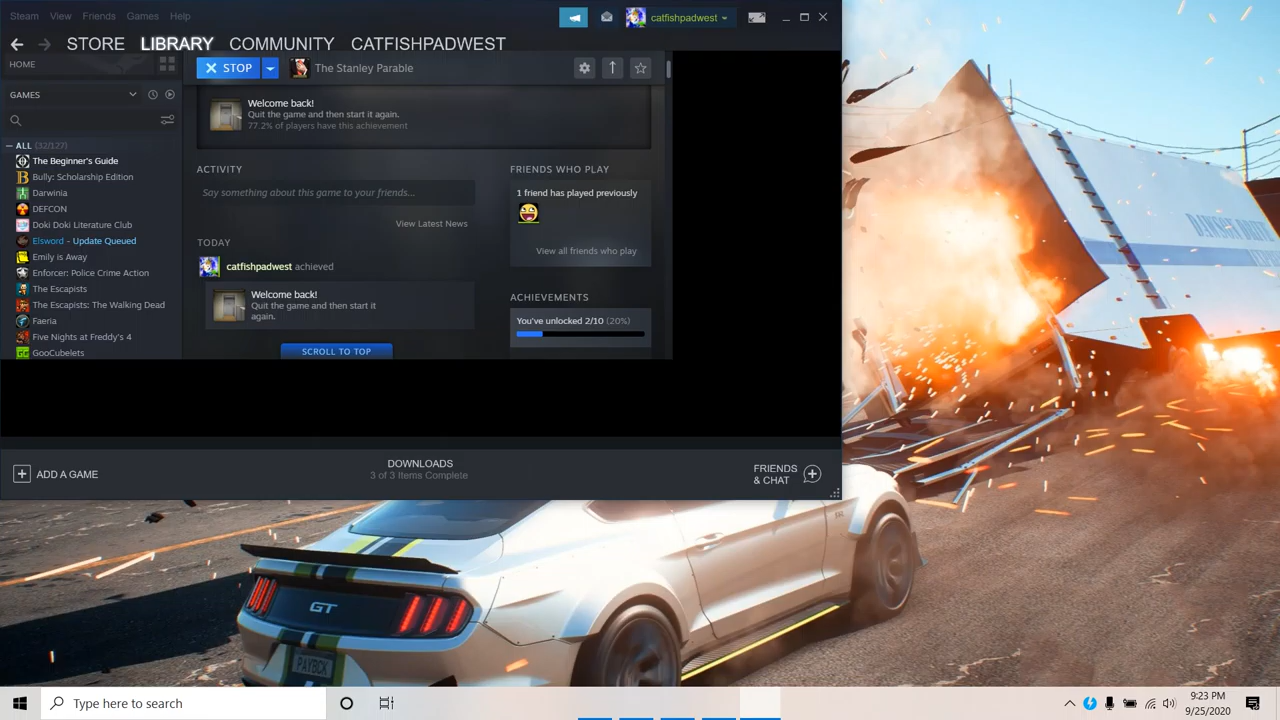 Steam View Friends Games Help
catfishpadwest
STORE LIBRARY COMMUNITY CATFISHPADWEST
HOME
STOP
The Stanley Parable
GAMES
ALL (32/127)
The Beginner's Guide
Bully: Scholarship Edition
Darwinia
DEFCON
Doki Doki Literature Club
Elsword - Update Queued
Emily is Away
Enforcer: Police Crime Action
The Escapists
The Escapists: The Walking Dead
Faeria
Five Nights at Freddy's 4
GooCubelets
Welcome back!
Quit the game and then start it again.
77.2% of players have this achievement
ACTIVITY
Say something about this game to your friends...
View Latest News
TODAY
catfishpadwest achieved
Welcome back!
Quit the game and then start it
again.
SCROLL TO TOP
FRIENDS WHO PLAY
1 friend has played previously
View all friends who play
ACHIEVEMENTS
You've unlocked 2/10 (20%)
ADD A GAME
DOWNLOADS
3 of 3 Items Complete
FRIENDS
& CHAT
GT
PAYBCK
Type here to search
9:23 PM
9/25/2020